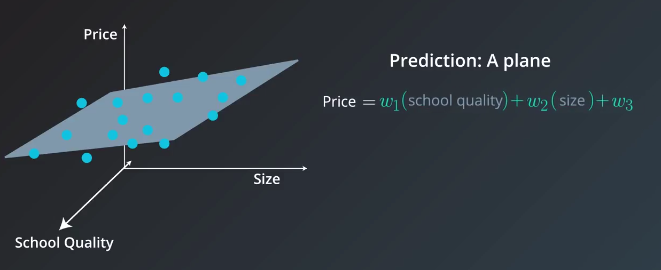 Price
Prediction: A plane
Price = w₁(school quality) + w₂( size ) + w₃
Size
School Quality